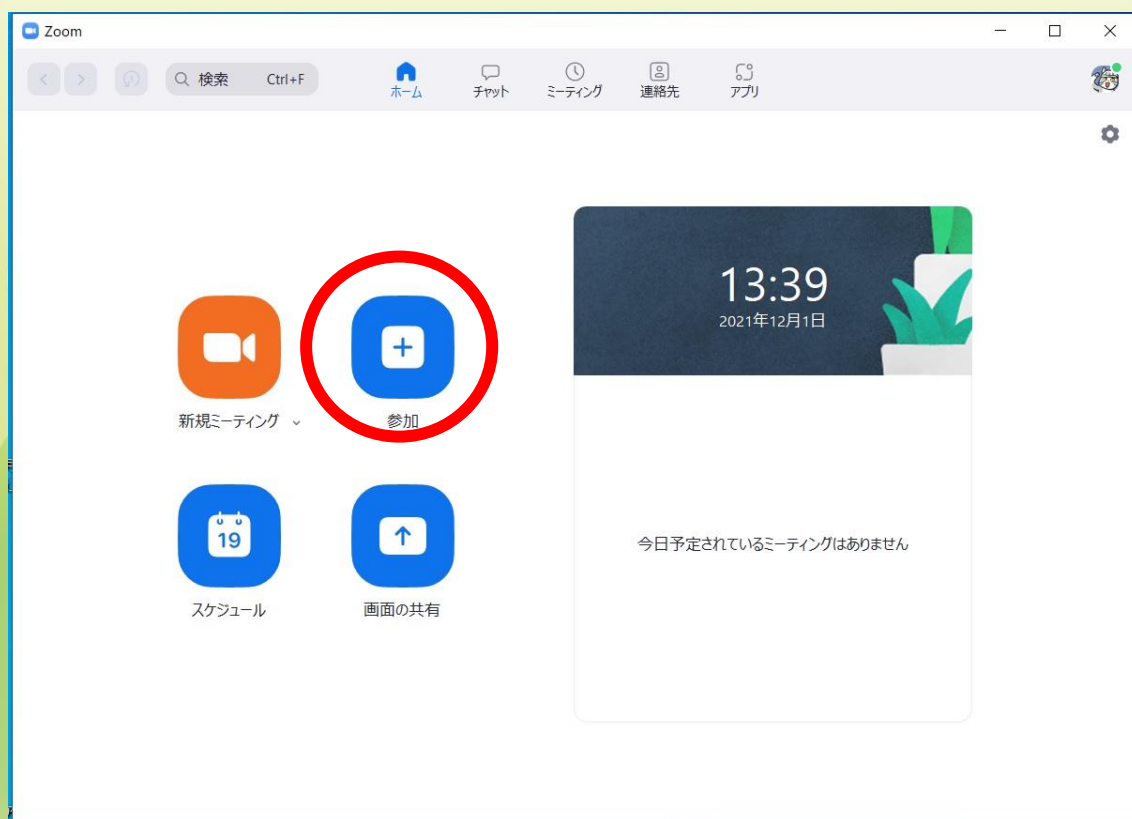 Zoom
検索 Ctrl+F
ホーム
チャット
ミーティング
連絡先
アプリ
13:39
2021年12月1日
新規ミーティング
参加
19
スケジュール
画面の共有
今日予定されているミーティングはありません